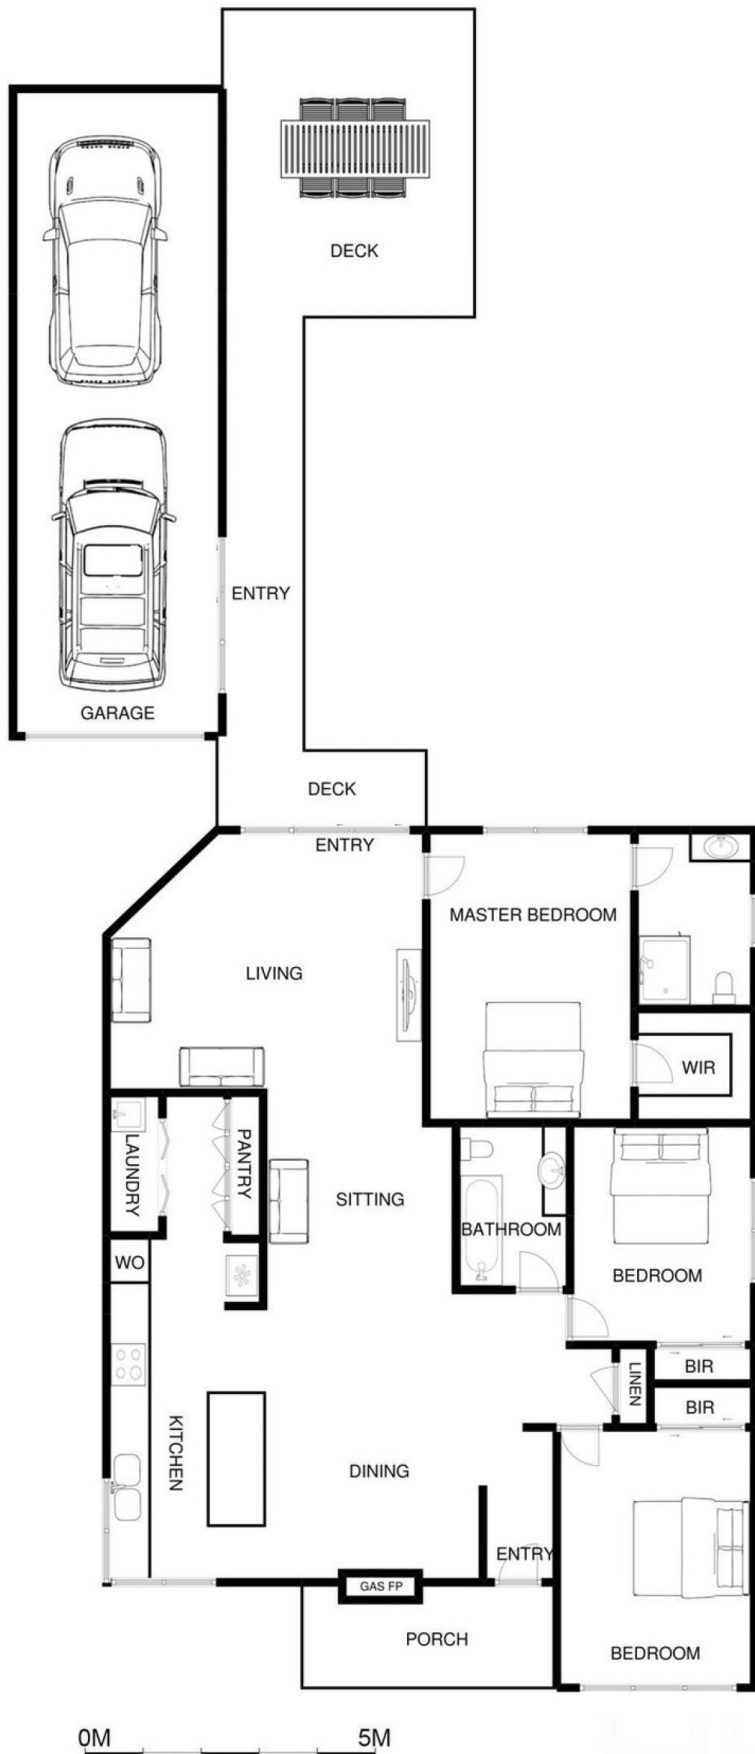 DECK
ENTRY
GARAGE
DECK
ENTRY
MASTER BEDROOM
LIVING
WIR
LAUNDRY
PANTRY
SITTING
BATHROOM
WO
BEDROOM
BIR
LINEN
BIR
KITCHEN
DINING
ENTRY
GAS FP
PORCH
BEDROOM
0M 5M